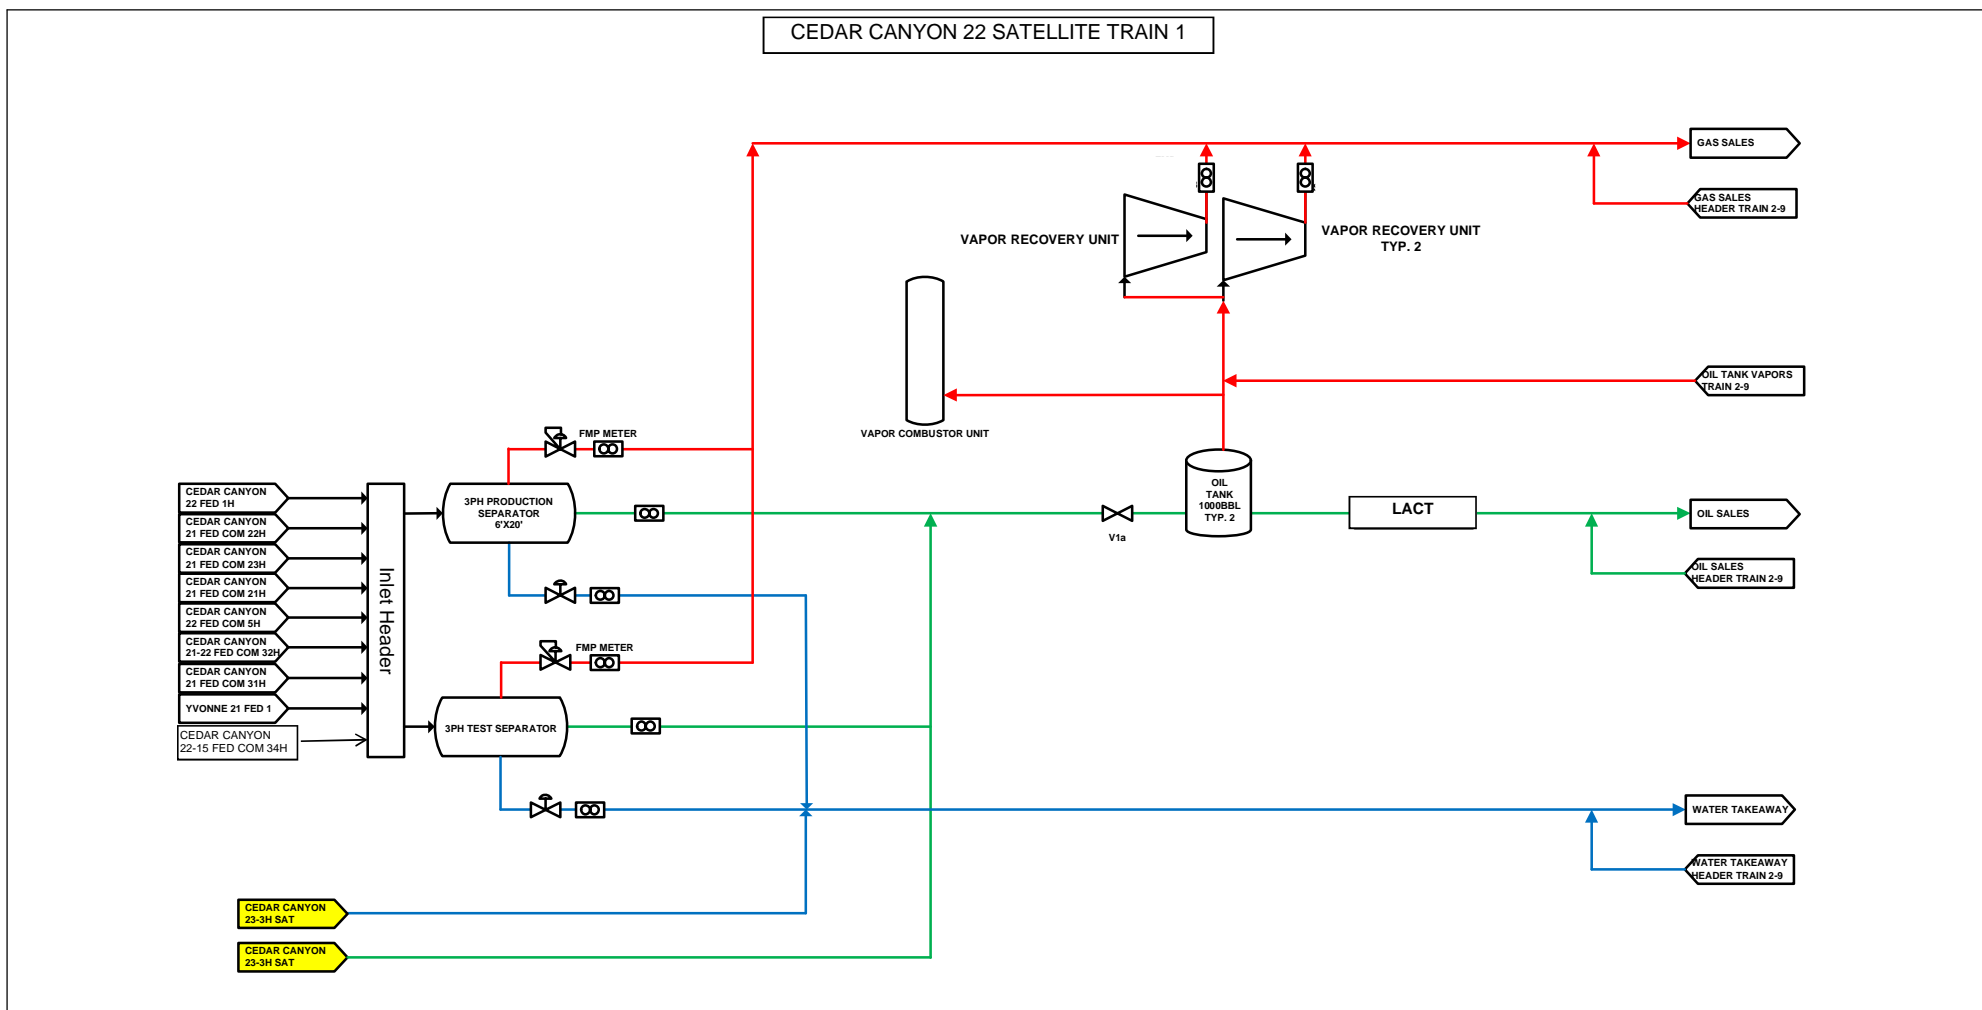 CEDAR CANYON 22 SATELLITE TRAIN 1
GAS SALES
GAS SALES
HEADER TRAIN 2-9
VAPOR RECOVERY UNIT
VAPOR RECOVERY UNIT
TYP. 2
OIL TANK VAPORS
TRAIN 2-9
VAPOR COMBUSTOR UNIT
FMP METER
CEDAR CANYON
22 FED 1H
CEDAR CANYON
21 FED COM 22H
CEDAR CANYON
21 FED COM 23H
CEDAR CANYON
21 FED COM 21H
CEDAR CANYON
22 FED COM 5H
CEDAR CANYON
21-22 FED COM 32H
CEDAR CANYON
21 FED COM 31H
YVONNE 21 FED 1
CEDAR CANYON
22-15 FED COM 34H
Inlet Header
3PH PRODUCTION
SEPARATOR
6'X20'
V1a
OIL
TANK
1000BBL
TYP. 2
LACT
OIL SALES
OIL SALES
HEADER TRAIN 2-9
FMP METER
3PH TEST SEPARATOR
WATER TAKEAWAY
WATER TAKEAWAY
HEADER TRAIN 2-9
CEDAR CANYON
23-3H SAT
CEDAR CANYON
23-3H SAT